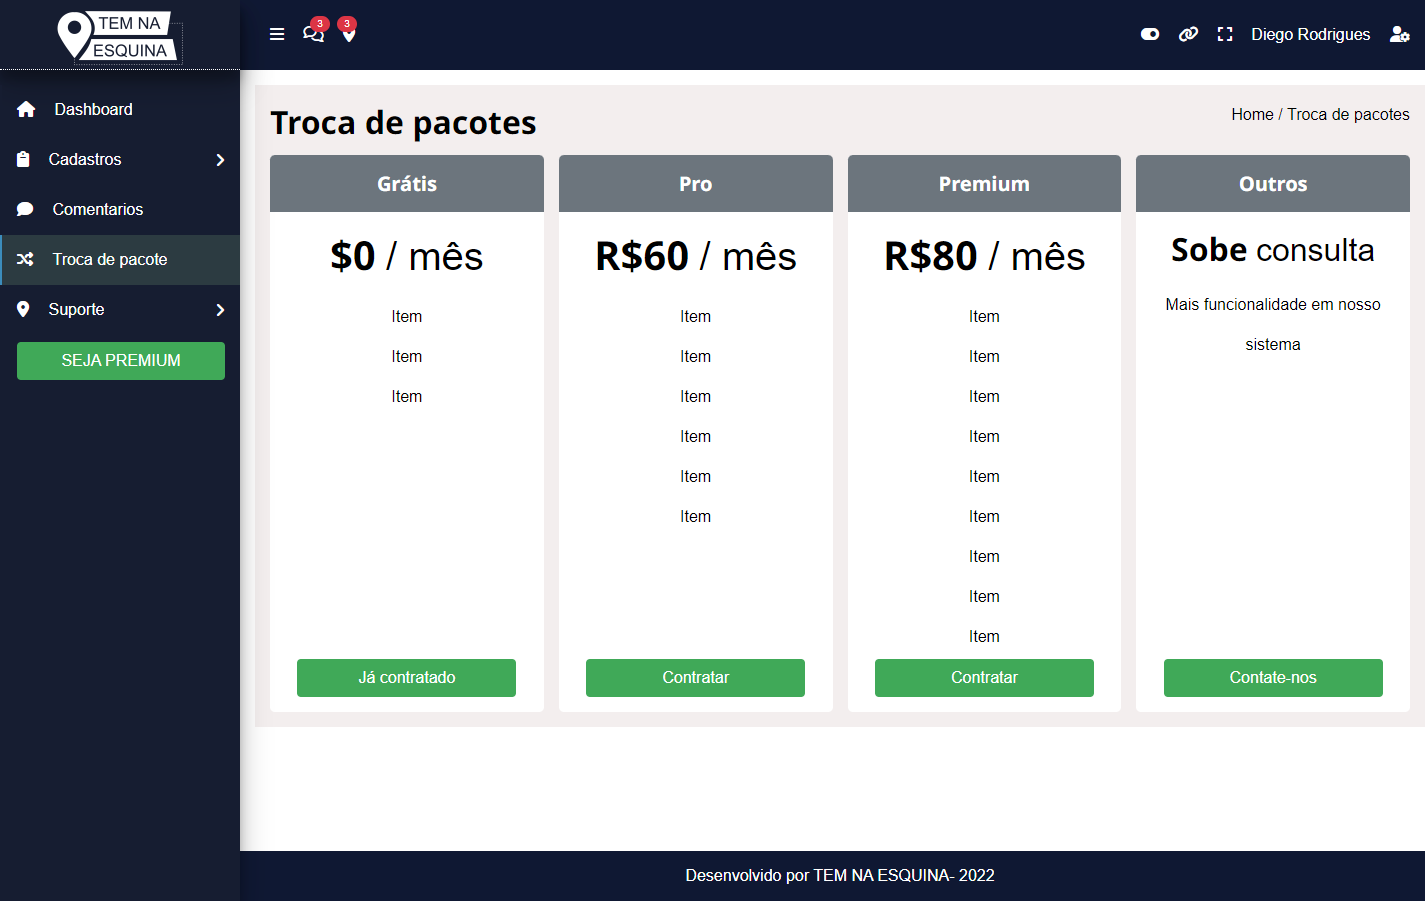 TEM NA
ESQUINA
3
3
Diego Rodrigues
Dashboard
Cadastros
Comentarios
Troca de pacote
Suporte
SEJA PREMIUM
Troca de pacotes
Home / Troca de pacotes
Grátis
$0 / mês
Item
Item
Item
Já contratado
Pro
R$60 / mês
Item
Item
Item
Item
Item
Item
Contratar
Premium
R$80 / mês
Item
Item
Item
Item
Item
Item
Item
Item
Item
Contratar
Outros
Sobe consulta
Mais funcionalidade em nosso
sistema
Contate-nos
Desenvolvido por TEM NA ESQUINA- 2022